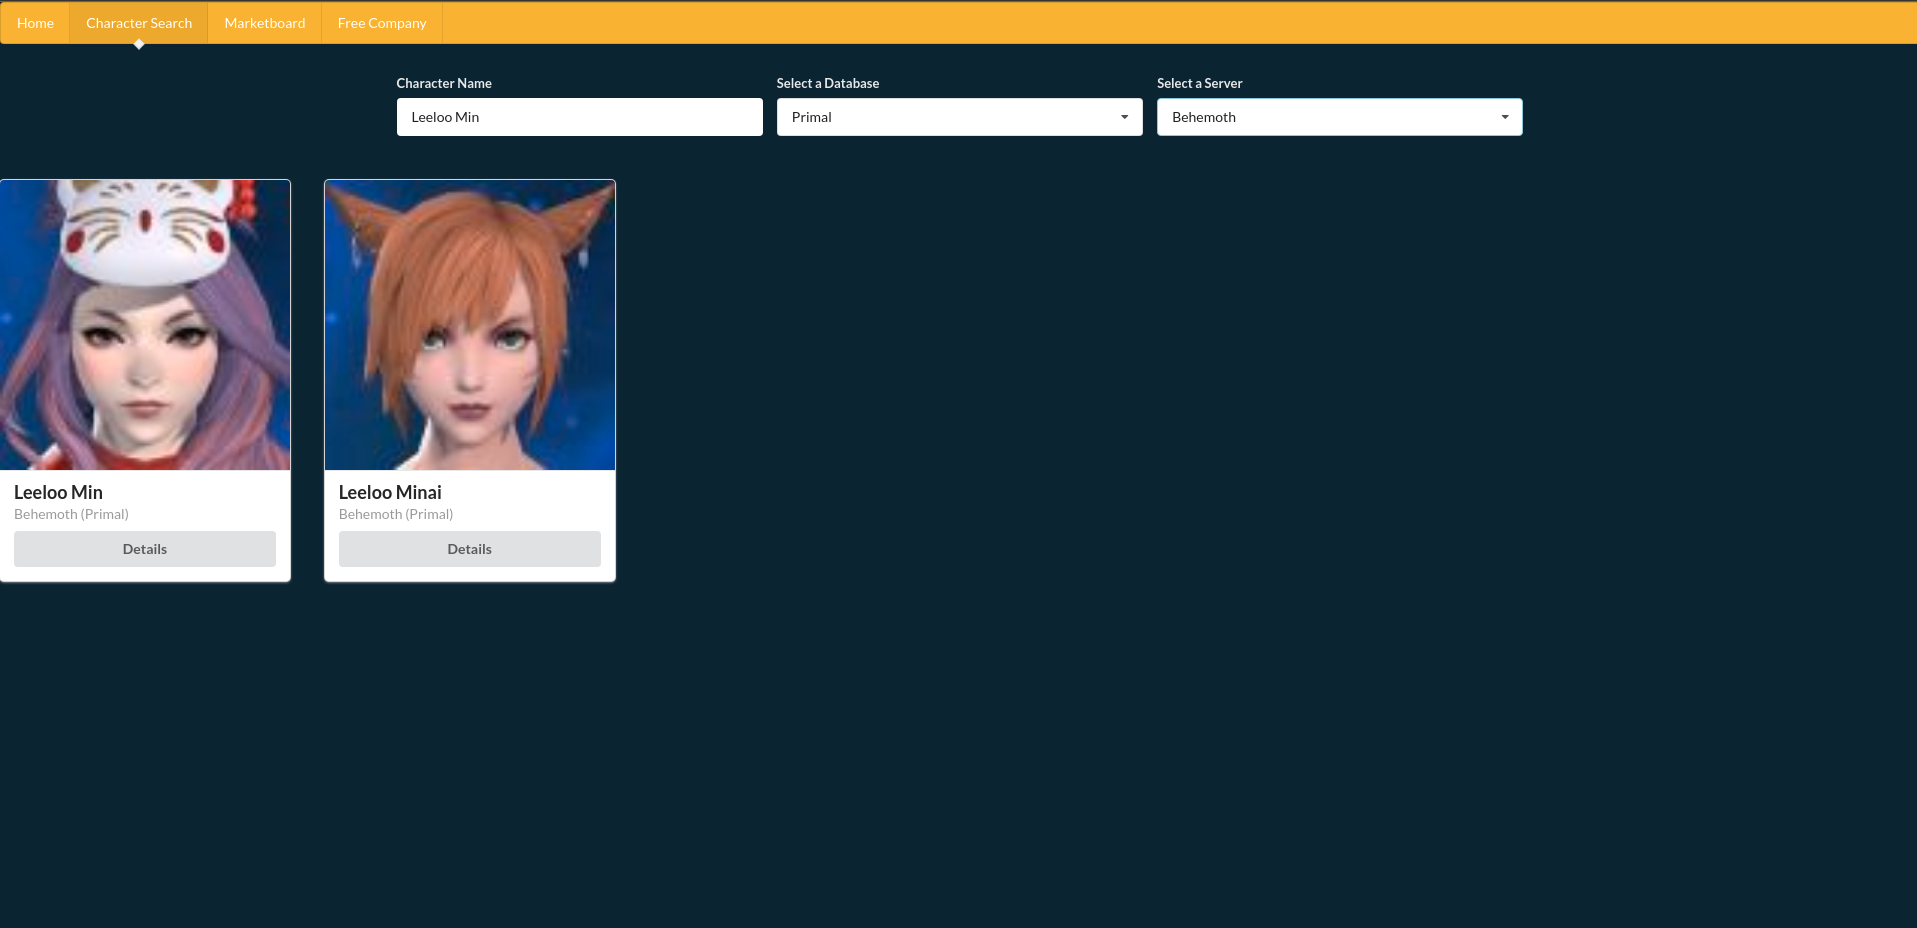 Home Character Search Marketboard Free Company
Character Name Select a Database Select a Server
Leeloo Min Primal Behemoth
Leeloo Min
Behemoth (Primal)
Details
Leeloo Minai
Behemoth (Primal)
Details